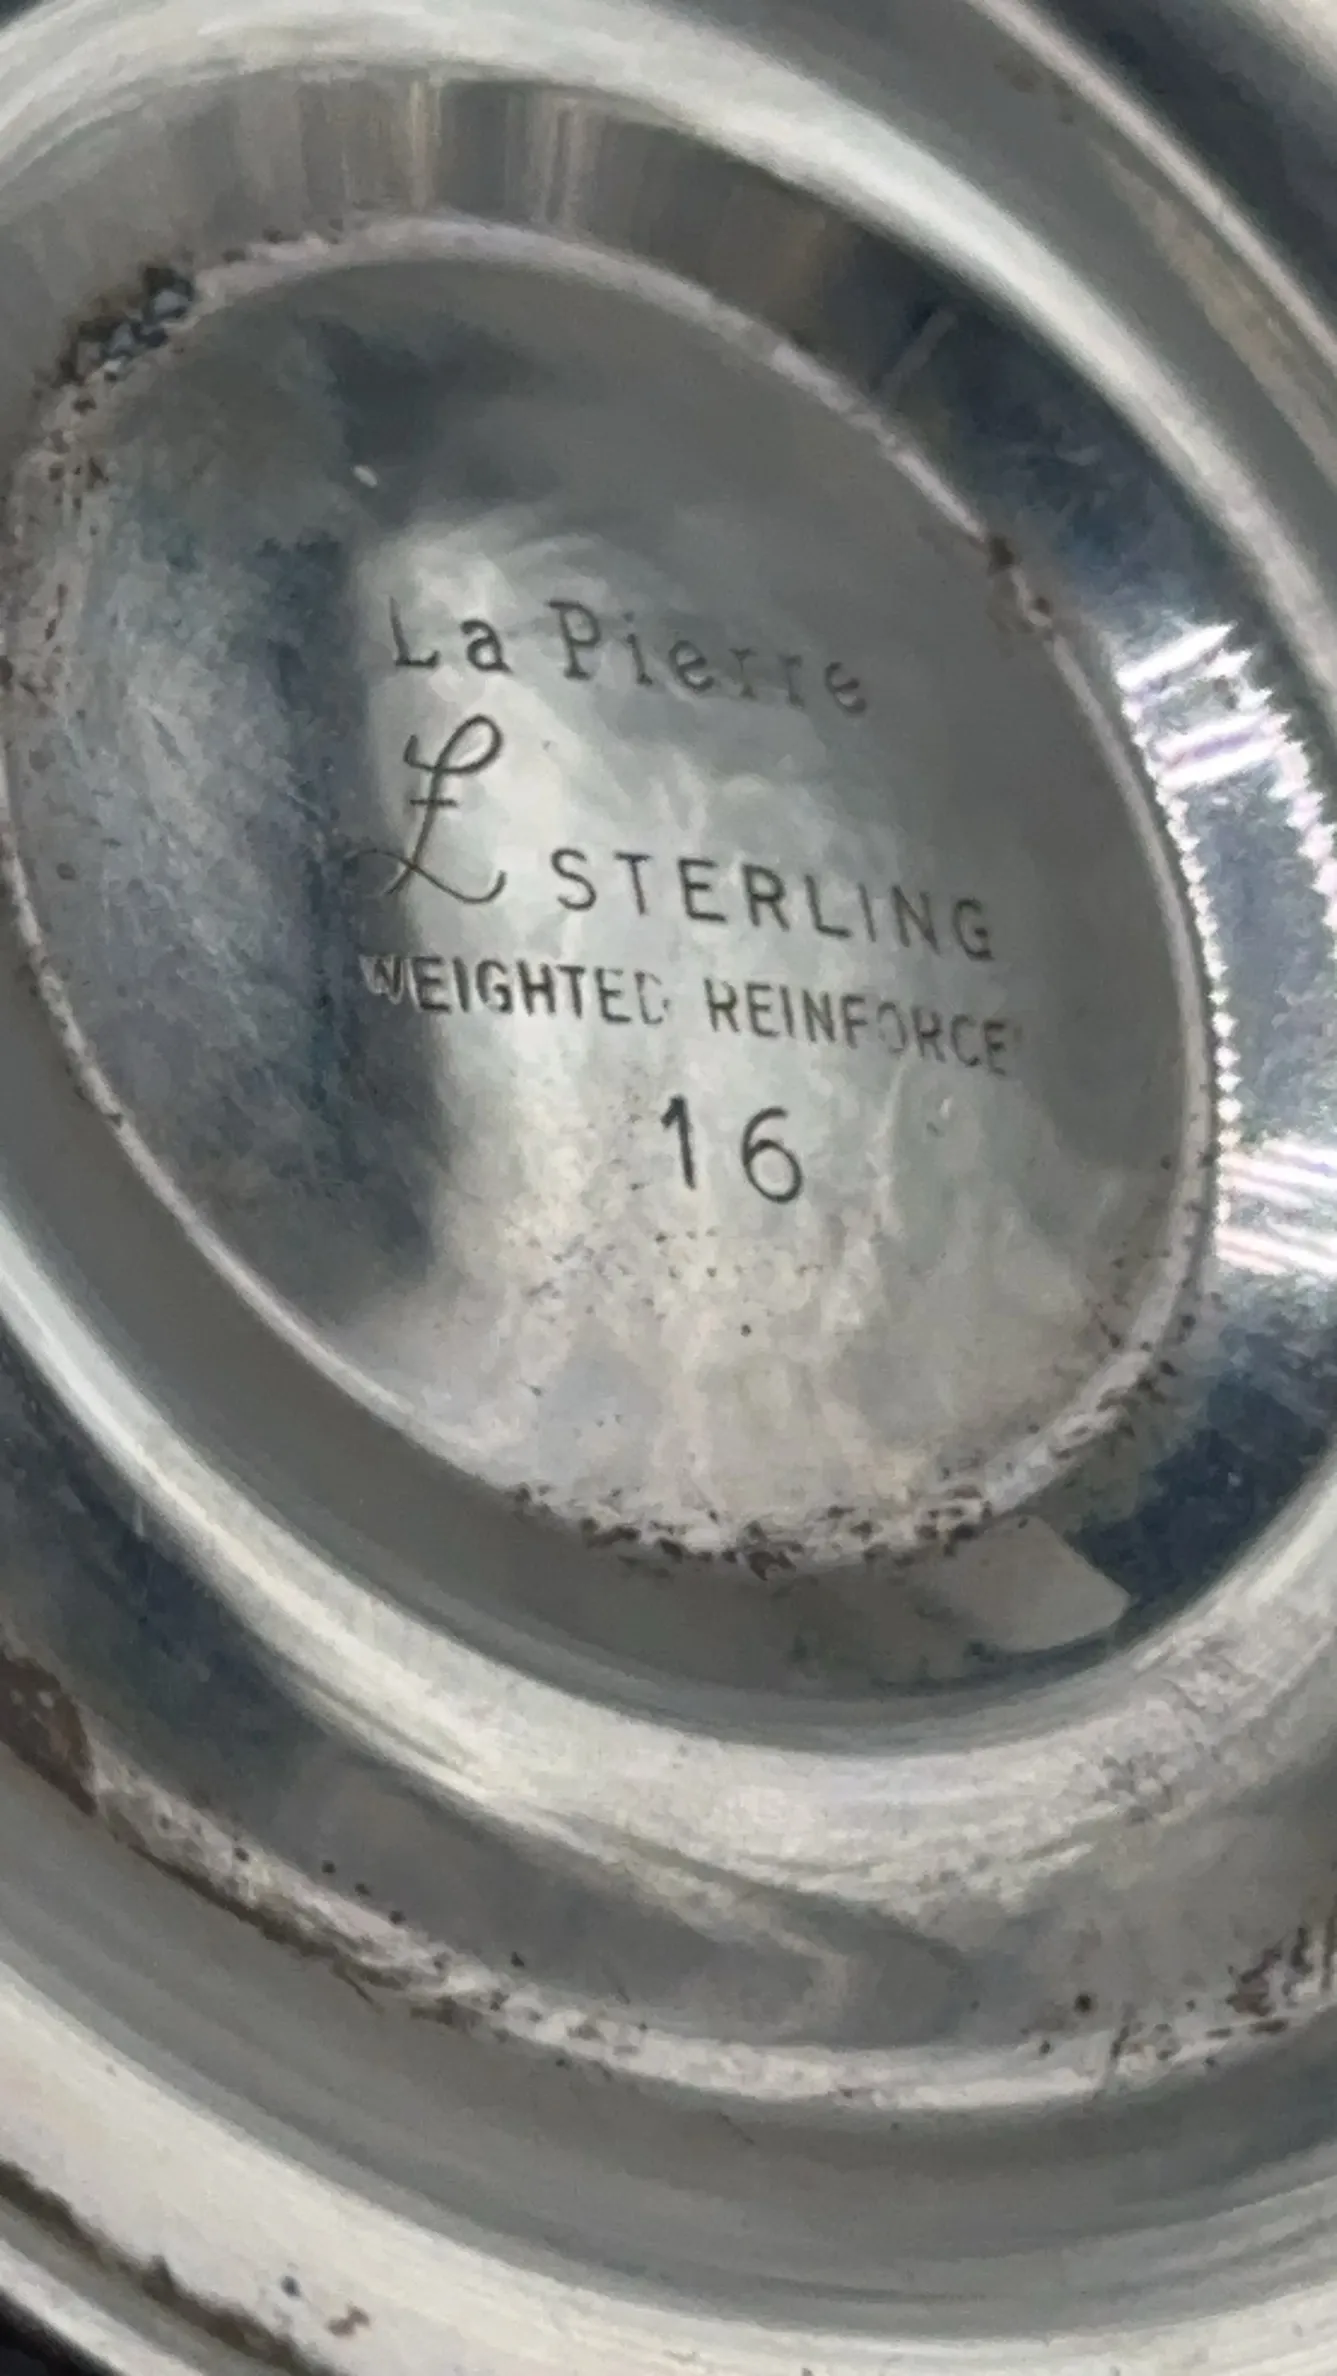 La Pierre
£ STERLING
WEIGHTED REINFORCE
16